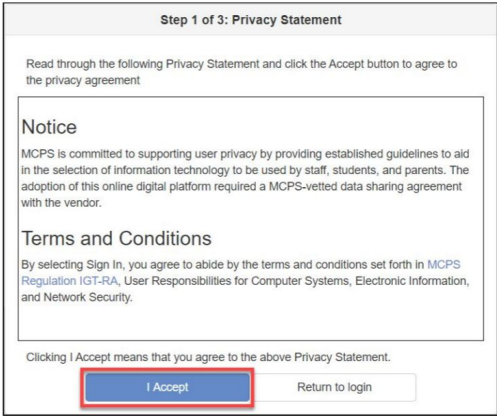 Step 1 of 3: Privacy Statement
Read through the following Privacy Statement and click the Accept button to agree to
the privacy agreement
Notice
MCPS is committed to supporting user privacy by providing established guidelines to aid
in the selection of information technology to be used by staff, students, and parents. The
adoption of this online digital platform required a MCPS-vetted data sharing agreement
with the vendor.
Terms and Conditions
By selecting Sign In, you agree to abide by the terms and conditions set forth in MCPS
Regulation IGT-RA, User Responsibilities for Computer Systems, Electronic Information,
and Network Security.
Clicking I Accept means that you agree to the above Privacy Statement.
I Accept
Return to login